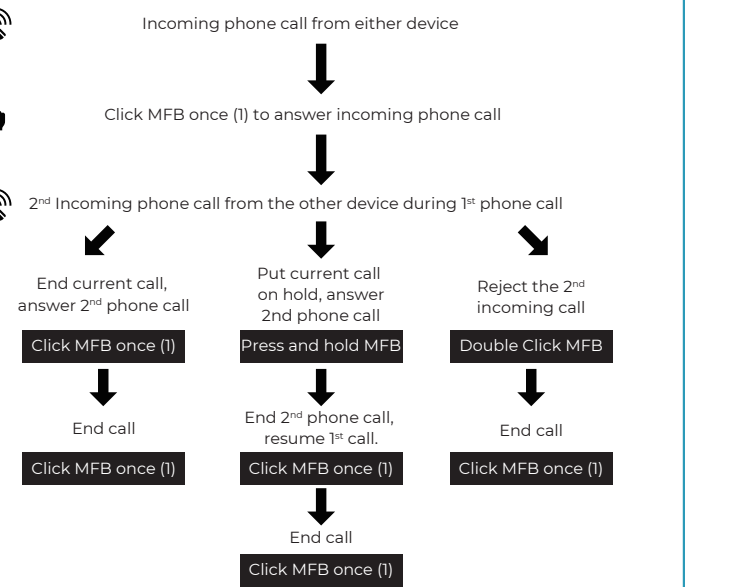 Incoming phone call from either device
Click MFB once (1) to answer incoming phone call
2nd Incoming phone call from the other device during 1st phone call
End current call,
answer 2nd phone call
Click MFB once (1)
End call
Click MFB once (1)
Put current call
on hold, answer
2nd phone call
Press and hold MFB
End 2nd phone call,
resume 1st call.
Click MFB once (1)
End call
Click MFB once (1)
Reject the 2nd
incoming call
Double Click MFB
End call
Click MFB once (1)